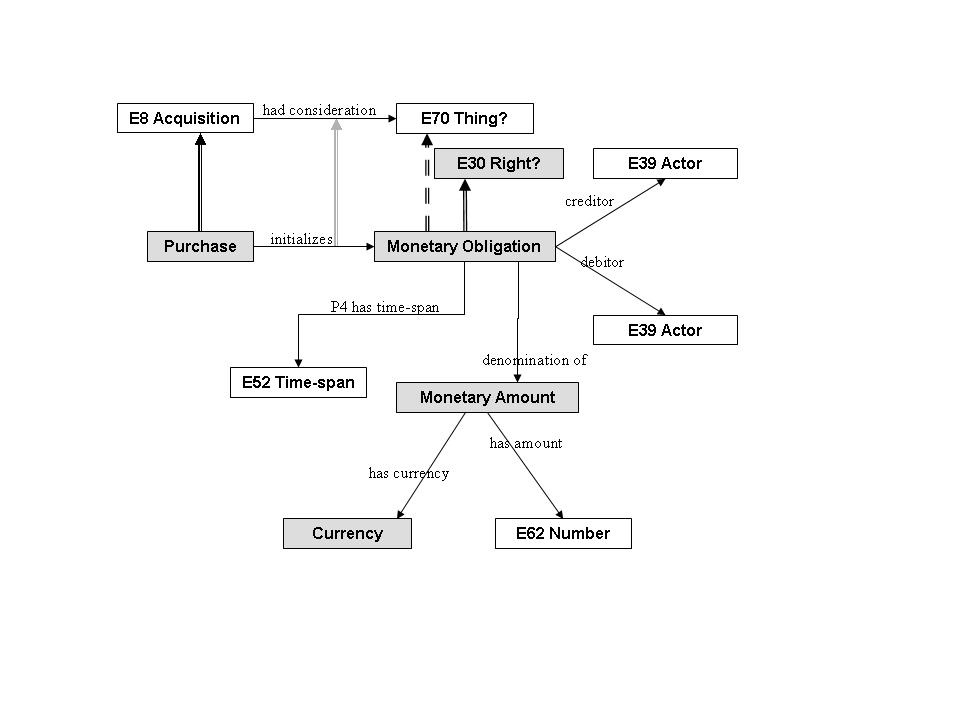 E8 Acquisition
had consideration
E70 Thing?
E30 Right?
E39 Actor
creditor
Purchase
initializes
Monetary Obligation
debitor
P4 has time-span
E39 Actor
denomination of
E52 Time-span
Monetary Amount
has amount
has currency
Currency
E62 Number